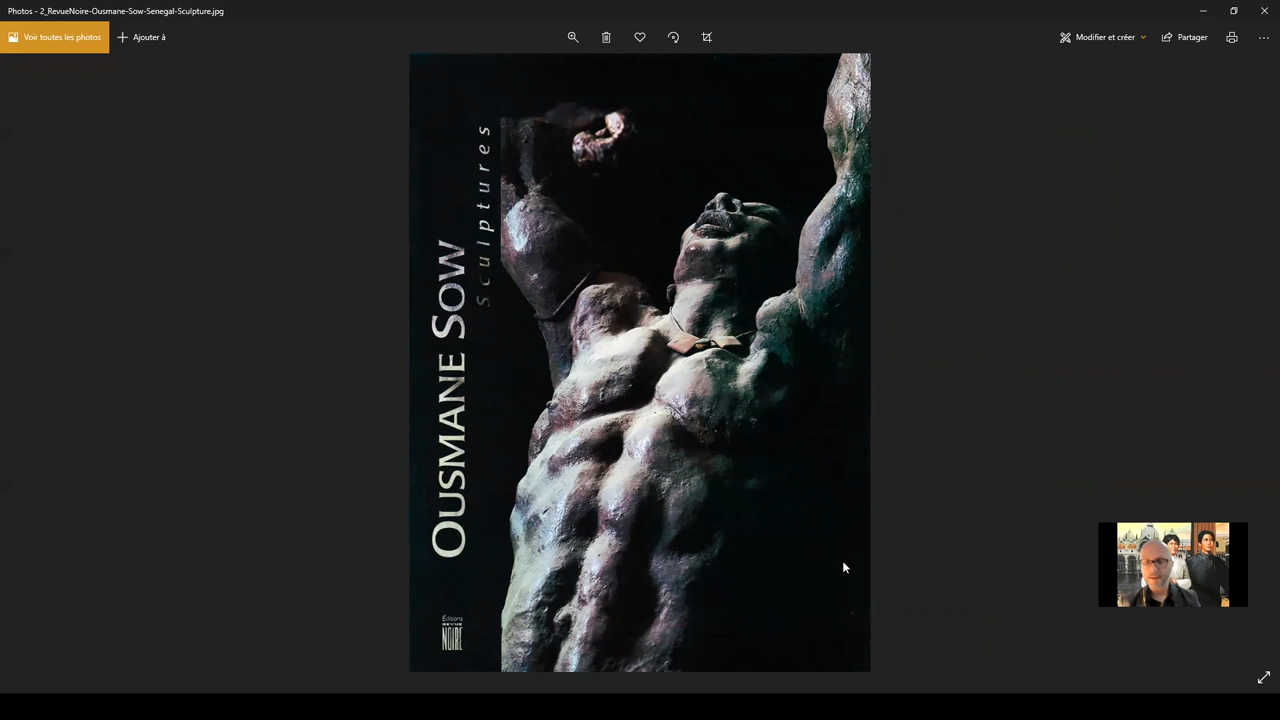 Photos - 2_RevueNoire-Ousmane-Sow-Senegal-Sculpture.jpg
Voir toutes les photos
Ajouter à
Modifier et créer
Partager
OUSMANE SOW
Sculptures
Éditions
REVUE
NOIRE